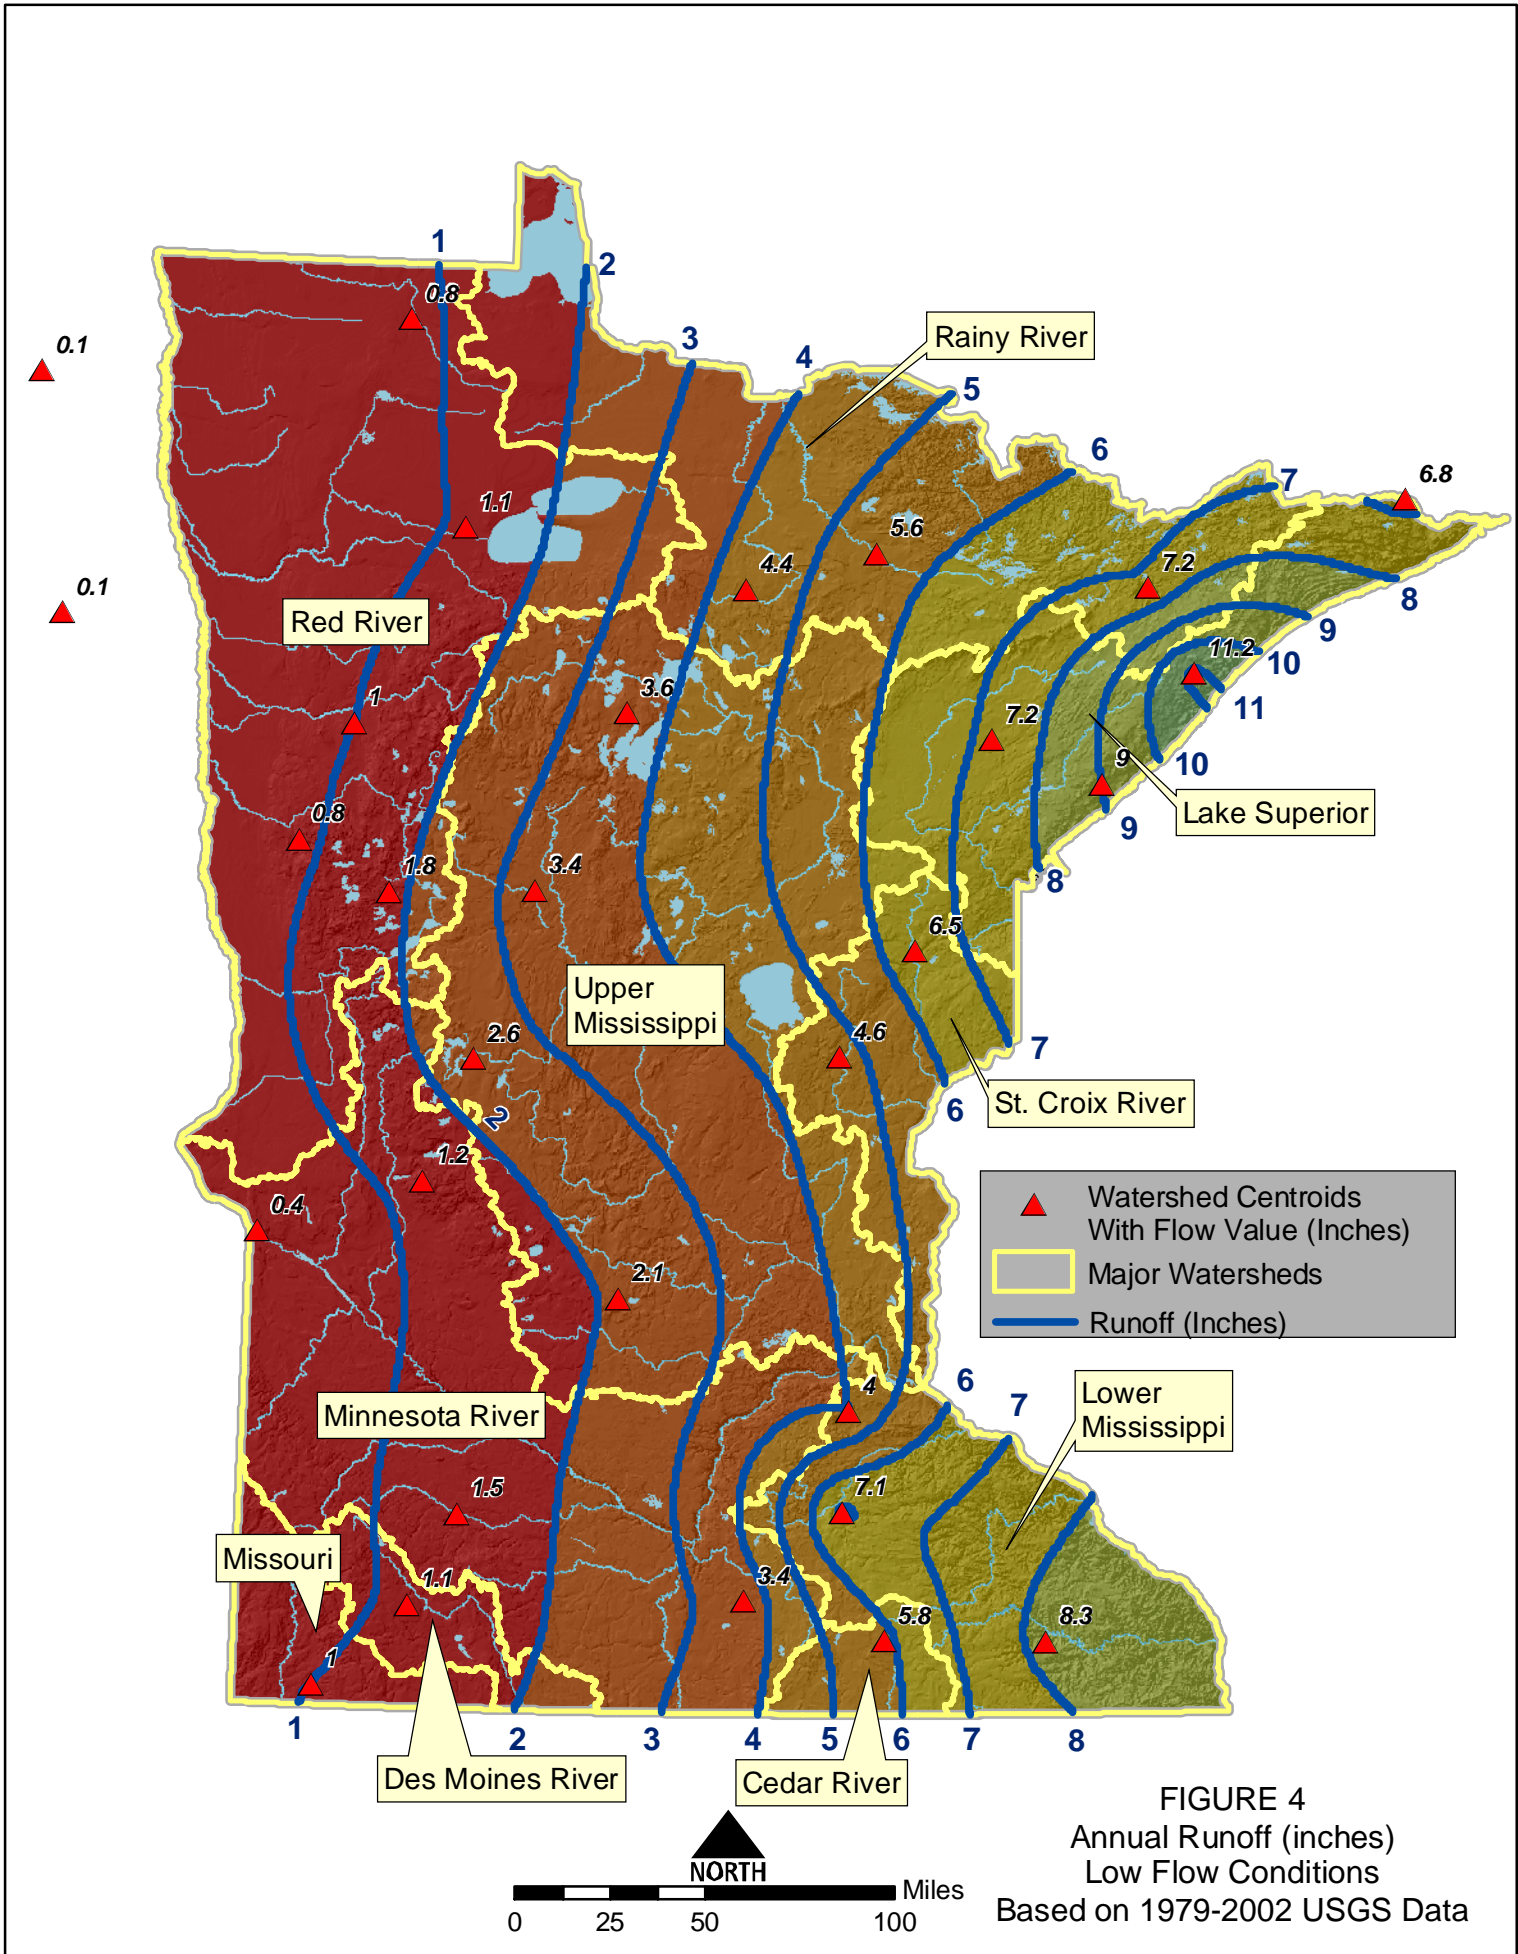 1
2
0.8
3
4
5
Rainy River
0.1
6
7
6.8
1.1
5.6
4.4
7.2
8
0.1
Red River
9
11.2
10
3.6
1
11
7.2
9
10
Lake Superior
0.8
9
1.8
3.4
8
6.5
Upper
Mississippi
2.6
4.6
7
2
6
St. Croix River
1.2
0.4
Watershed Centroids
With Flow Value (Inches)
Major Watersheds
Runoff (Inches)
2.1
4
6
7
Lower
Mississippi
Minnesota River
1.5
7.1
Missouri
1.1
3.4
5.8
8.3
1
1
2
3
4
5
6
7
8
Des Moines River
Cedar River
NORTH
Miles
0
25
50
100
FIGURE 4
Annual Runoff (inches)
Low Flow Conditions
Based on 1979-2002 USGS Data